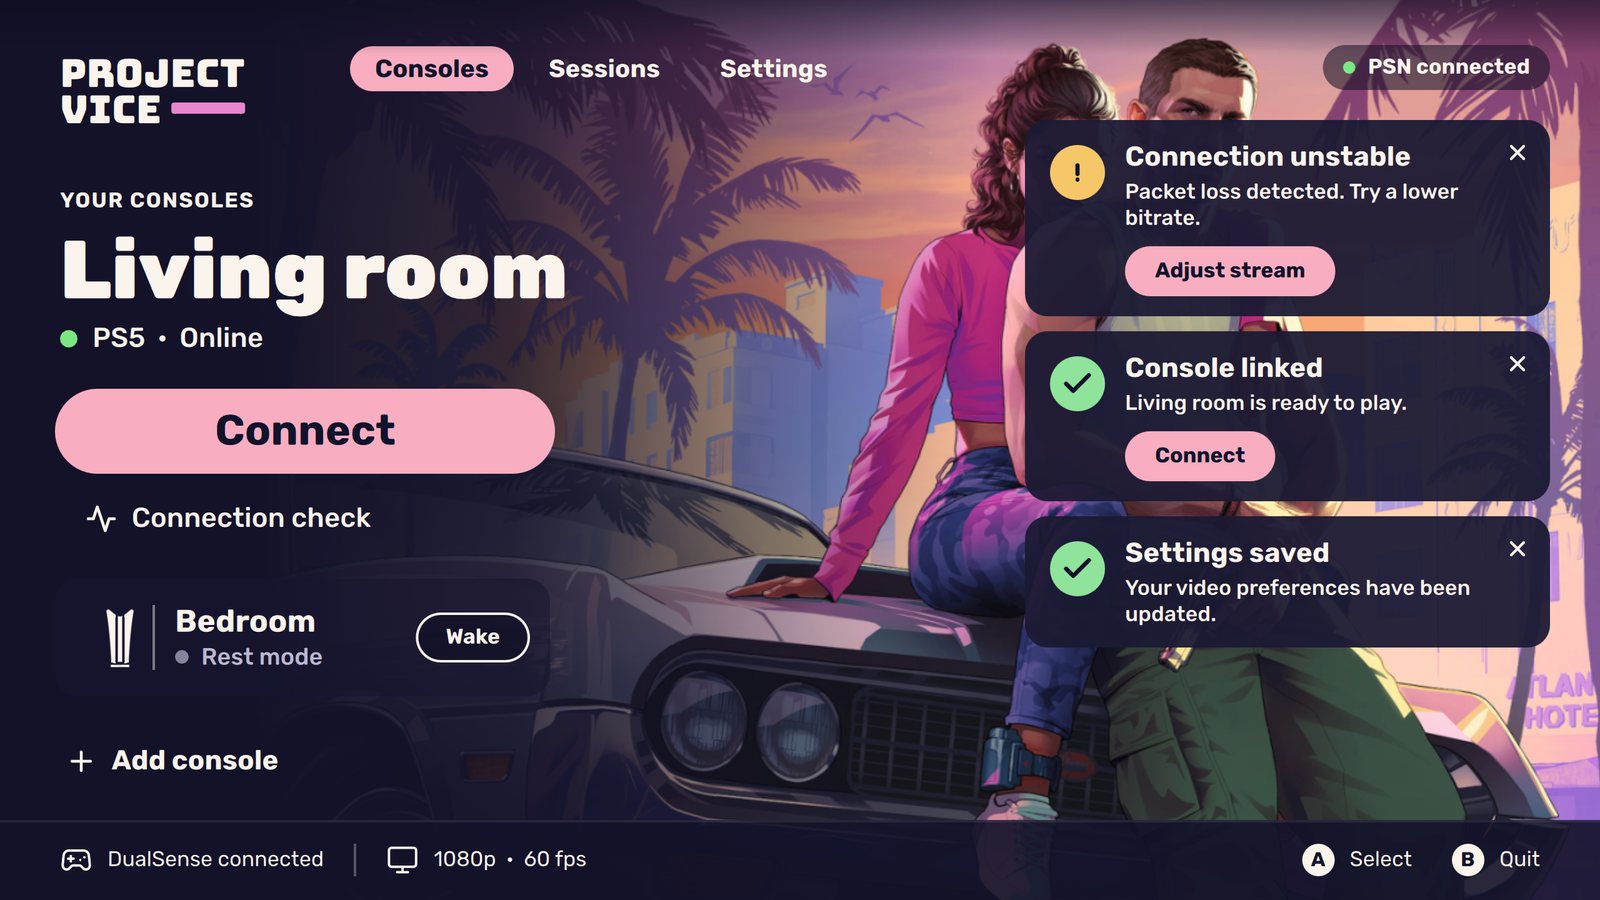 PROJECT
VICE
Consoles
Sessions
Settings
PSN connected
YOUR CONSOLES
Living room
PS5 • Online
Connect
Connection check
Bedroom
Rest mode
Wake
Add console
Connection unstable
Packet loss detected. Try a lower
bitrate.
Adjust stream
Console linked
Living room is ready to play.
Connect
Settings saved
Your video preferences have been
updated.
ATLAN
HOTE
DualSense connected
1080p • 60 fps
A Select
B Quit